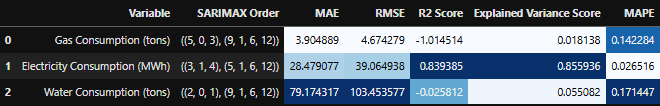 Variable SARIMAX Order MAE RMSE R2 Score Explained Variance Score MAPE
0 Gas Consumption (tons) ((5, 0, 3), (9, 1, 6, 12)) 3.904889 4.674279 -1.014514 0.018138 0.142284
1 Electricity Consumption (MWh) ((3, 1, 4), (5, 1, 6, 12)) 28.479077 39.064938 0.839385 0.855936 0.026516
2 Water Consumption (tons) ((2, 0, 1), (9, 1, 6, 12)) 79.174317 103.453577 -0.025812 0.055082 0.171447